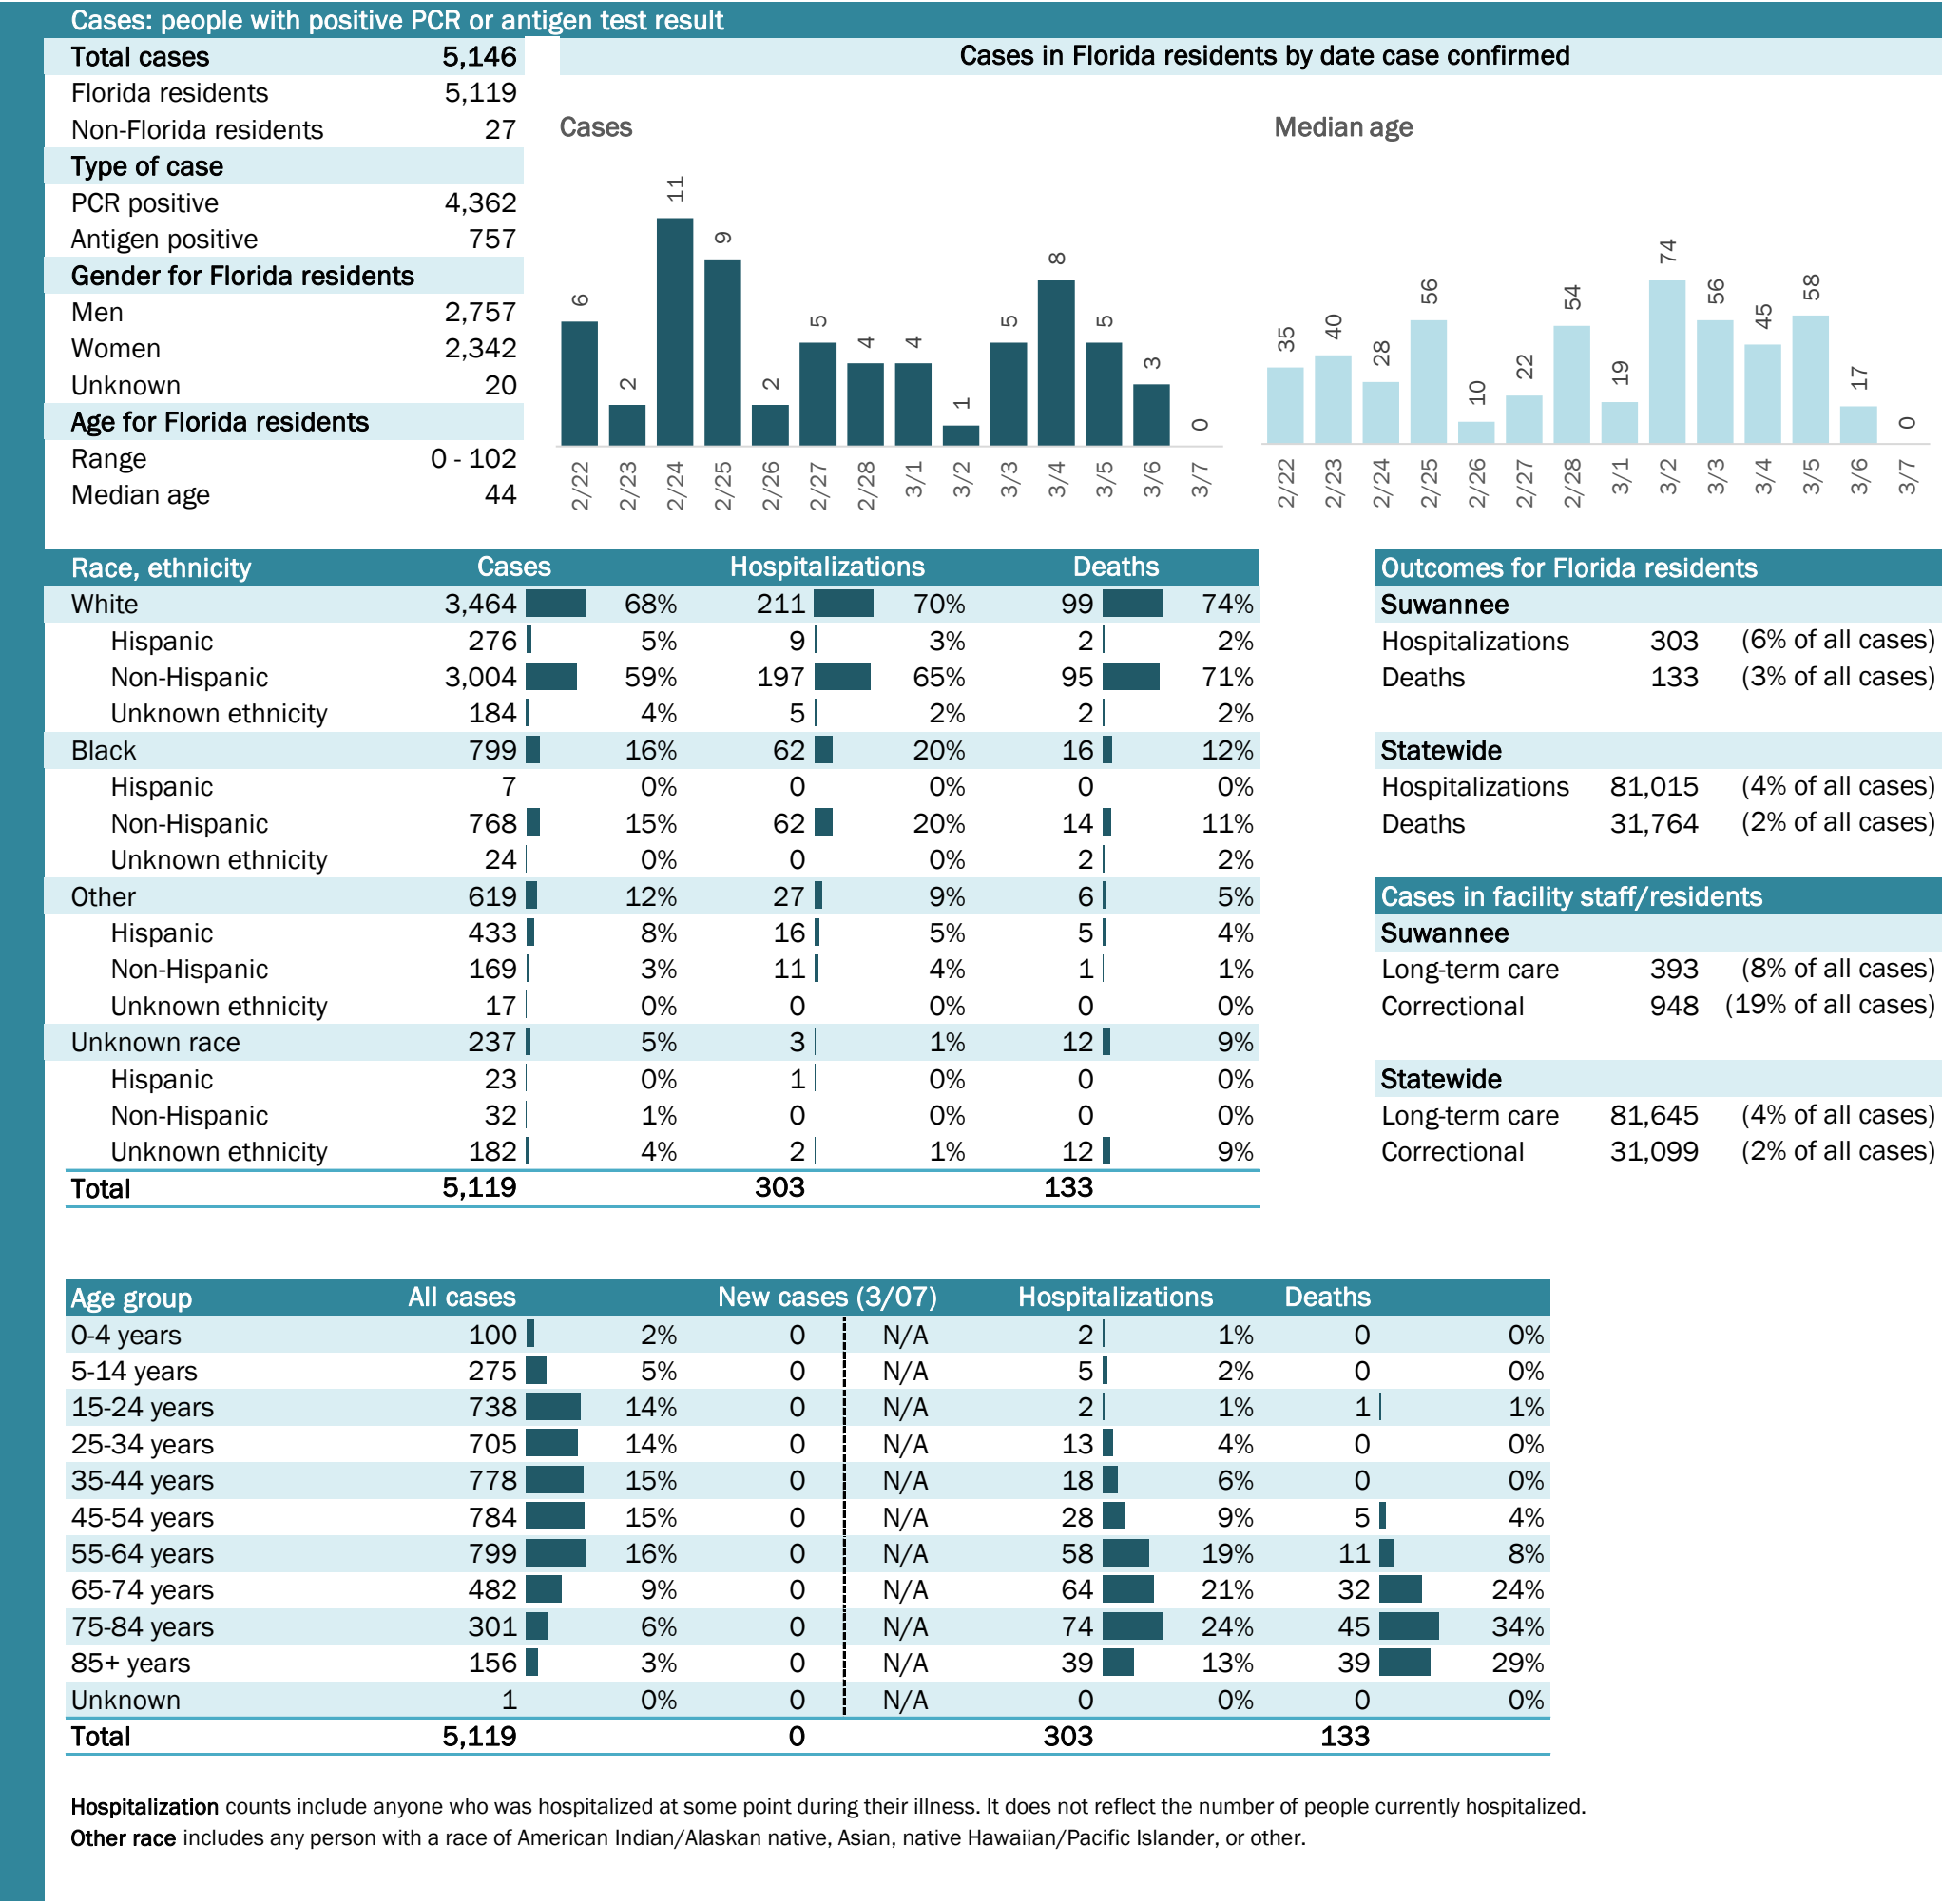 Cases: people with positive PCR or antigen test result
Total cases 5,146
Florida residents 5,119
Non-Florida residents 27
Type of case
PCR positive 4,362
Antigen positive 757
Gender for Florida residents
Men 2,757
Women 2,342
Unknown 20
Age for Florida residents
Range 0 - 102
Median age 44
Cases in Florida residents by date case confirmed
Cases
6 2 11 9 2 5 4 4 1 5 8 5 3 0
2/22 2/23 2/24 2/25 2/26 2/27 2/28 3/1 3/2 3/3 3/4 3/5 3/6 3/7
Median age
35 40 28 56 10 22 54 19 74 56 45 58 17 0
2/22 2/23 2/24 2/25 2/26 2/27 2/28 3/1 3/2 3/3 3/4 3/5 3/6 3/7
Race, ethnicity Cases Hospitalizations Deaths
White 3,464 68% 211 70% 99 74%
Hispanic 276 5% 9 3% 2 2%
Non-Hispanic 3,004 59% 197 65% 95 71%
Unknown ethnicity 184 4% 5 2% 2 2%
Black 799 16% 62 20% 16 12%
Hispanic 7 0% 0 0% 0 0%
Non-Hispanic 768 15% 62 20% 14 11%
Unknown ethnicity 24 0% 0 0% 2 2%
Other 619 12% 27 9% 6 5%
Hispanic 433 8% 16 5% 5 4%
Non-Hispanic 169 3% 11 4% 1 1%
Unknown ethnicity 17 0% 0 0% 0 0%
Unknown race 237 5% 3 1% 12 9%
Hispanic 23 0% 1 0% 0 0%
Non-Hispanic 32 1% 0 0% 0 0%
Unknown ethnicity 182 4% 2 1% 12 9%
Total 5,119 303 133
Outcomes for Florida residents
Suwannee
Hospitalizations 303 (6% of all cases)
Deaths 133 (3% of all cases)
Statewide
Hospitalizations 81,015 (4% of all cases)
Deaths 31,764 (2% of all cases)
Cases in facility staff/residents
Suwannee
Long-term care 393 (8% of all cases)
Correctional 948 (19% of all cases)
Statewide
Long-term care 81,645 (4% of all cases)
Correctional 31,099 (2% of all cases)
Age group All cases New cases (3/07) Hospitalizations Deaths
0-4 years 100 2% 0 N/A 2 1% 0 0%
5-14 years 275 5% 0 N/A 5 2% 0 0%
15-24 years 738 14% 0 N/A 2 1% 1 1%
25-34 years 705 14% 0 N/A 13 4% 0 0%
35-44 years 778 15% 0 N/A 18 6% 0 0%
45-54 years 784 15% 0 N/A 28 9% 5 4%
55-64 years 799 16% 0 N/A 58 19% 11 8%
65-74 years 482 9% 0 N/A 64 21% 32 24%
75-84 years 301 6% 0 N/A 74 24% 45 34%
85+ years 156 3% 0 N/A 39 13% 39 29%
Unknown 1 0% 0 N/A 0 0% 0 0%
Total 5,119 0 303 133
Hospitalization counts include anyone who was hospitalized at some point during their illness. It does not reflect the number of people currently hospitalized.
Other race includes any person with a race of American Indian/Alaskan native, Asian, native Hawaiian/Pacific Islander, or other.